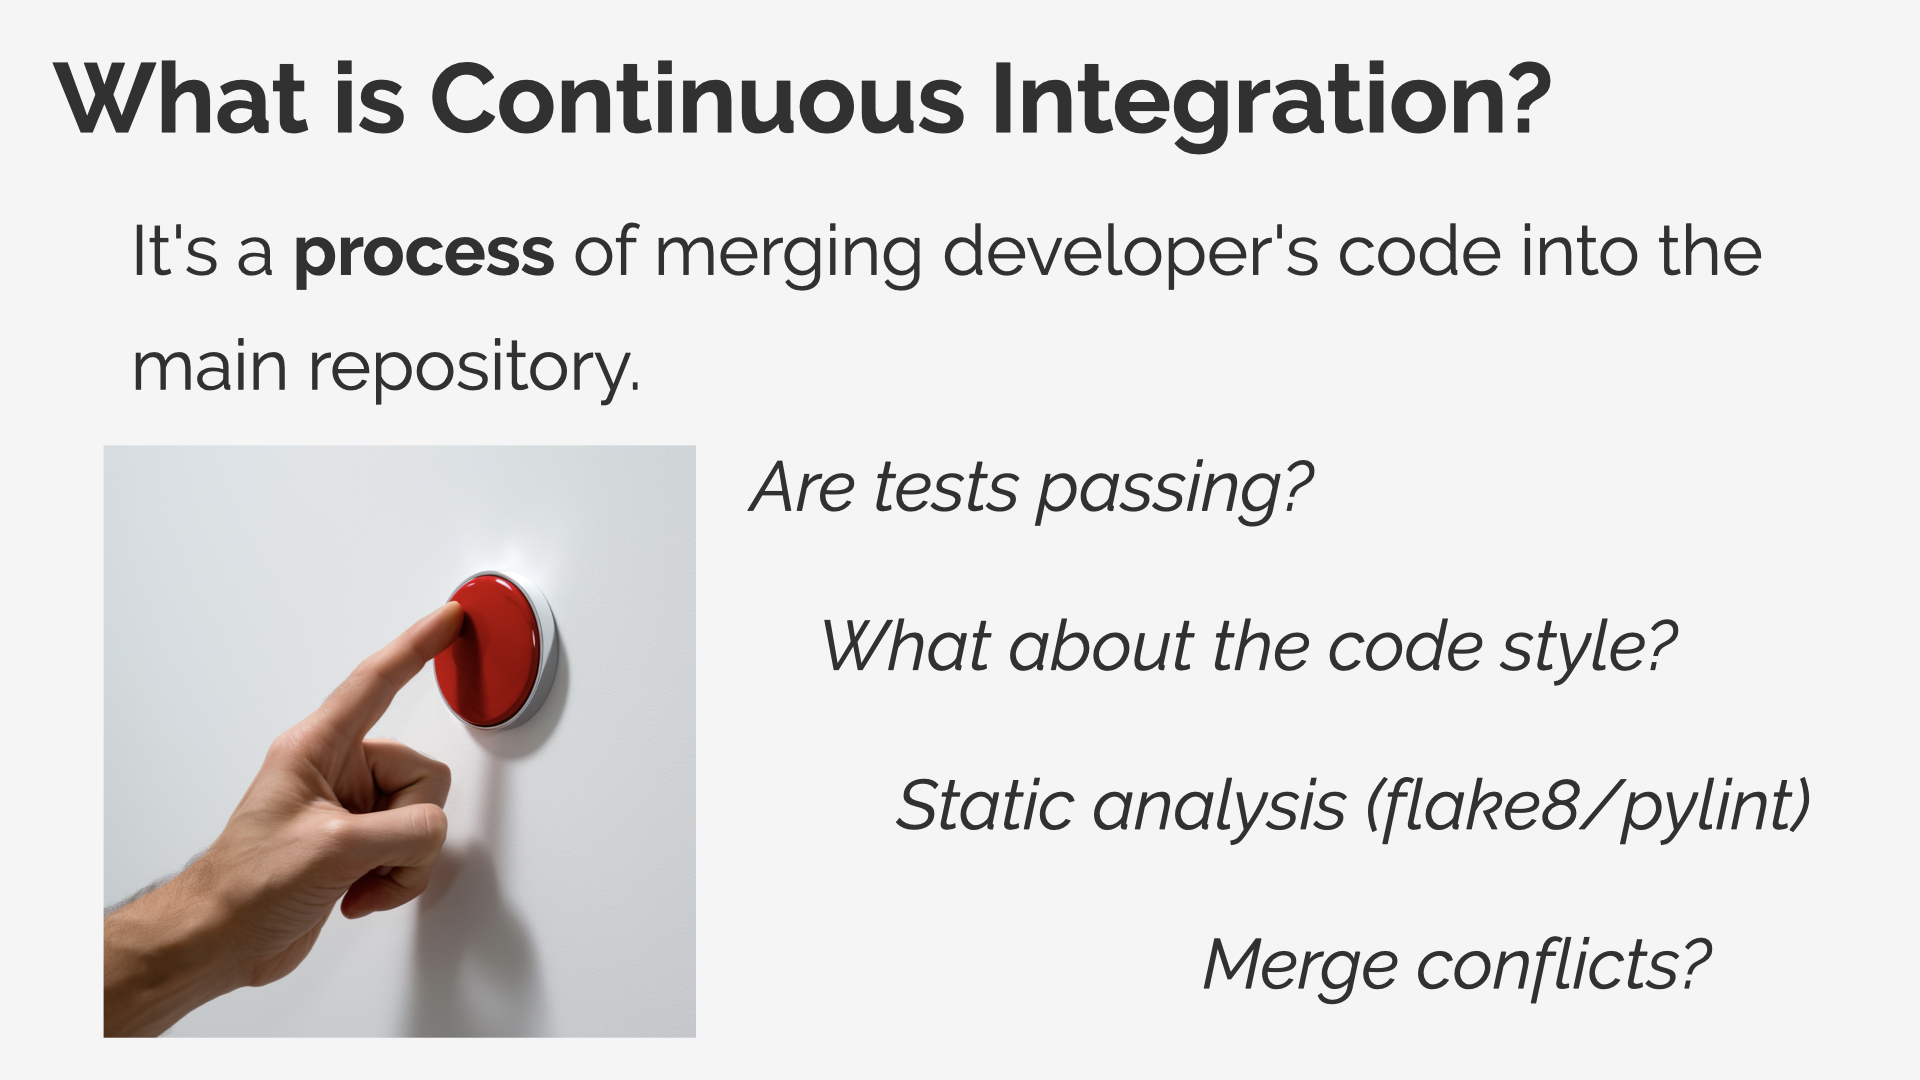 What is Continuous Integration?
It's a process of merging developer's code into the
main repository.
Are tests passing?
What about the code style?
Static analysis (flake8/pylint)
Merge conflicts?